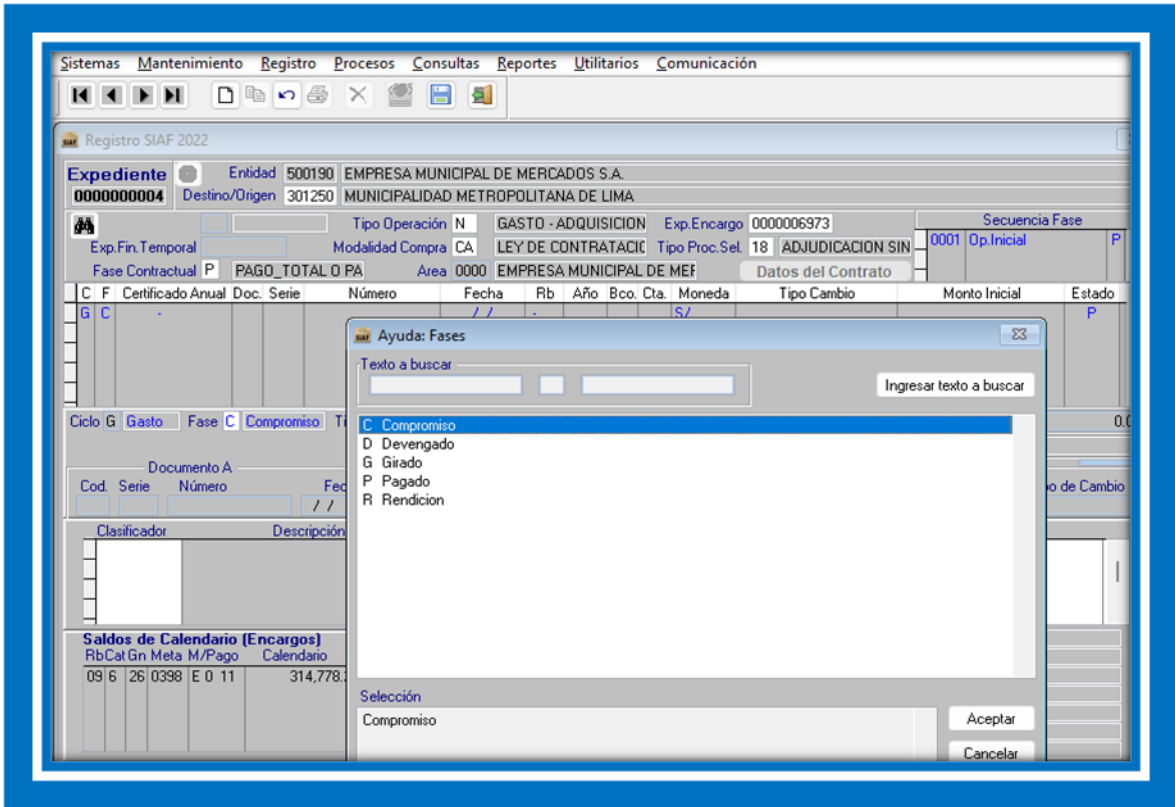 Sistemas Mantenimiento Registro Procesos Consultas Reportes Utilitarios Comunicación
SIAF Registro SIAF 2022
Expediente Entidad 500190 EMPRESA MUNICIPAL DE MERCADOS S.A.
0000000004 Destino/Origen 301250 MUNICIPALIDAD METROPOLITANA DE LIMA
Tipo Operación N GASTO - ADQUISICION Exp.Encargo 0000006973 Secuencia Fase
Exp.Fin.Temporal Modalidad Compra CA LEY DE CONTRATACIC Tipo Proc.Sel. 18 ADJUDICACION SIN 0001 Op.Inicial P
Fase Contractual P PAGO_TOTAL O PA Area 0000 EMPRESA MUNICIPAL DE MEF Datos del Contrato
C F Certificado Anual Doc. Serie Número Fecha Rb Año Bco. Cta. Moneda Tipo Cambio Monto Inicial Estado
G C - / / - S/ P
SIAF Ayuda: Fases
Texto a buscar
Ingresar texto a buscar
Ciclo G Gasto Fase C Compromiso
C Compromiso
D Devengado
G Girado
P Pagado
R Rendicion
Documento A
Cod. Serie Número
/ /
de Cambio
Clasificador Descripción
Saldos de Calendario (Encargos)
RbCat Gn Meta M/Pago Calendario
09 6 26 0398 E 0 11 314,778.
Selección
Compromiso
Aceptar
Cancelar